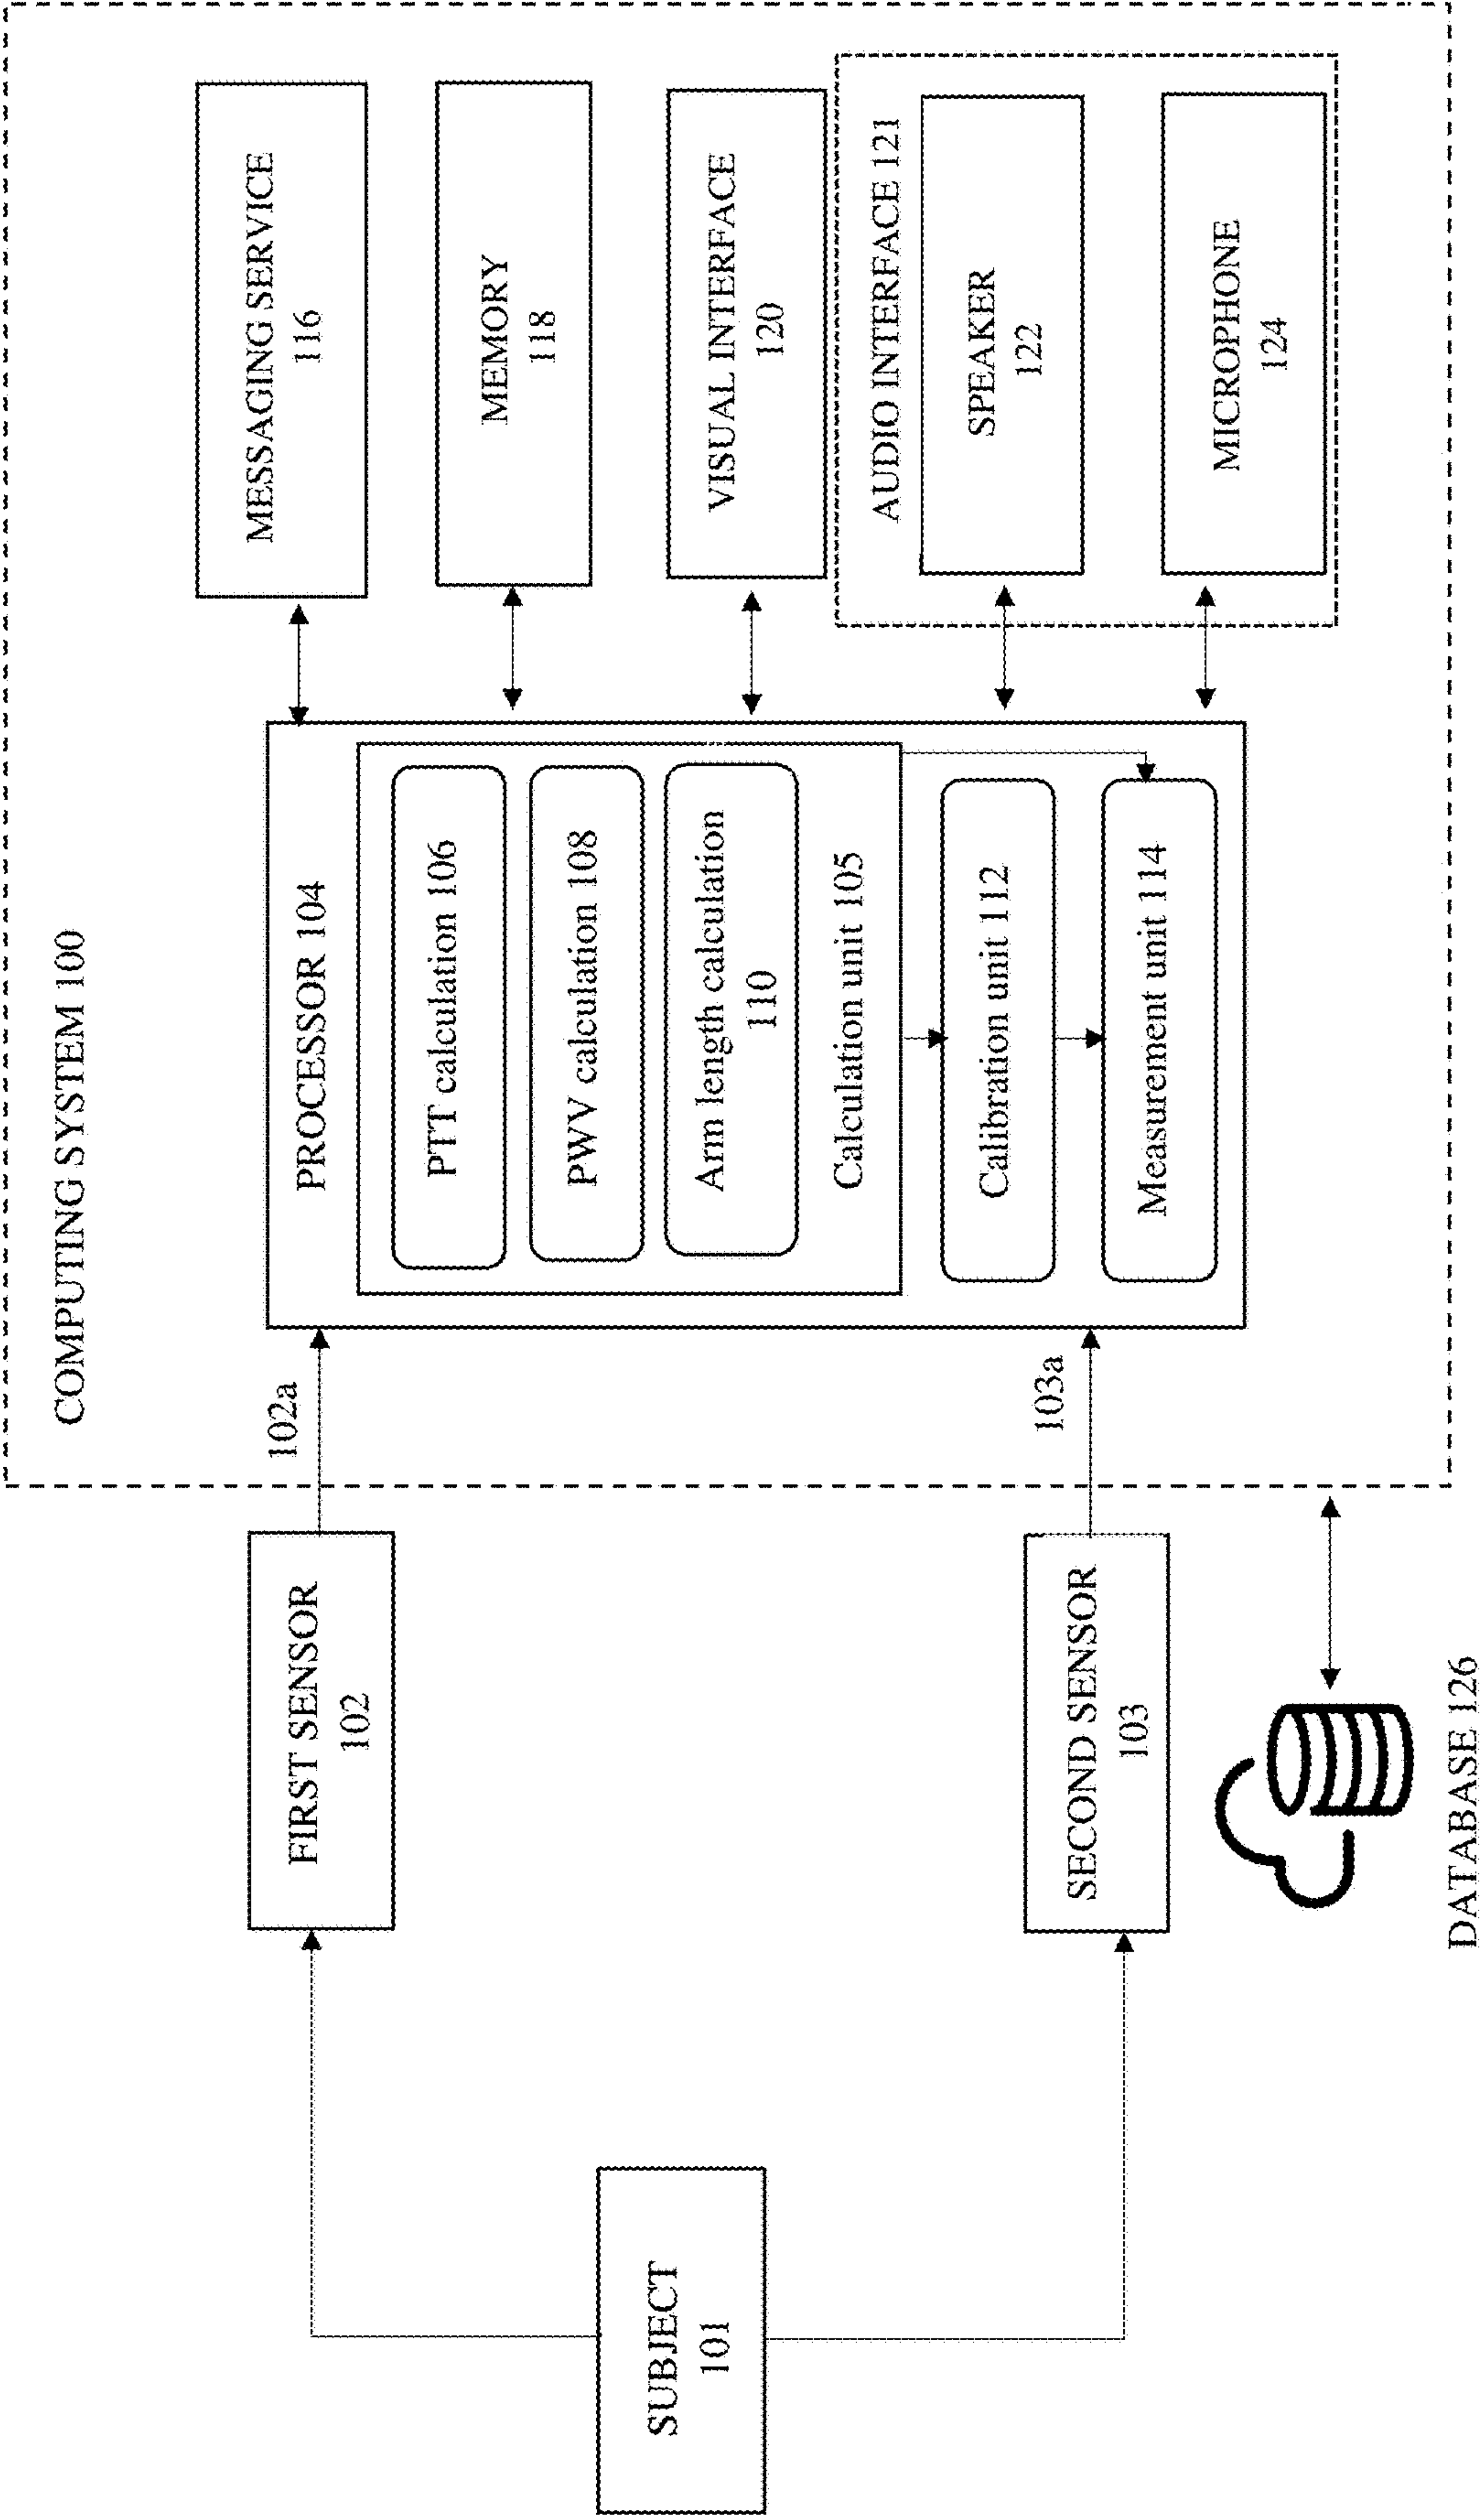 COMPUTING SYSTEM 100
SUBJECT
101
FIRST SENSOR
102
102a
SECOND SENSOR
103
103a
DATABASE 126
PROCESSOR 104
PTT calculation 106
PWV calculation 108
Arm length calculation
110
Calculation unit 105
Calibration unit 112
Measurement unit 114
MESSAGING SERVICE
116
MEMORY
118
VISUAL INTERFACE
120
AUDIO INTERFACE 121
SPEAKER
122
MICROPHONE
124